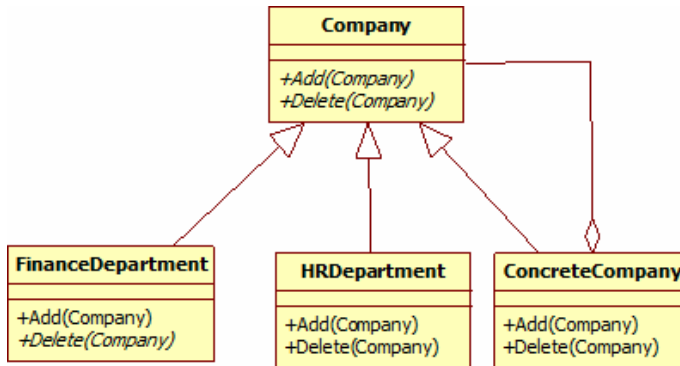 Company
+Add(Company)
+Delete(Company)
FinanceDepartment
+Add(Company)
+Delete(Company)
HRDepartment
+Add(Company)
+Delete(Company)
ConcreteCompany
+Add(Company)
+Delete(Company)